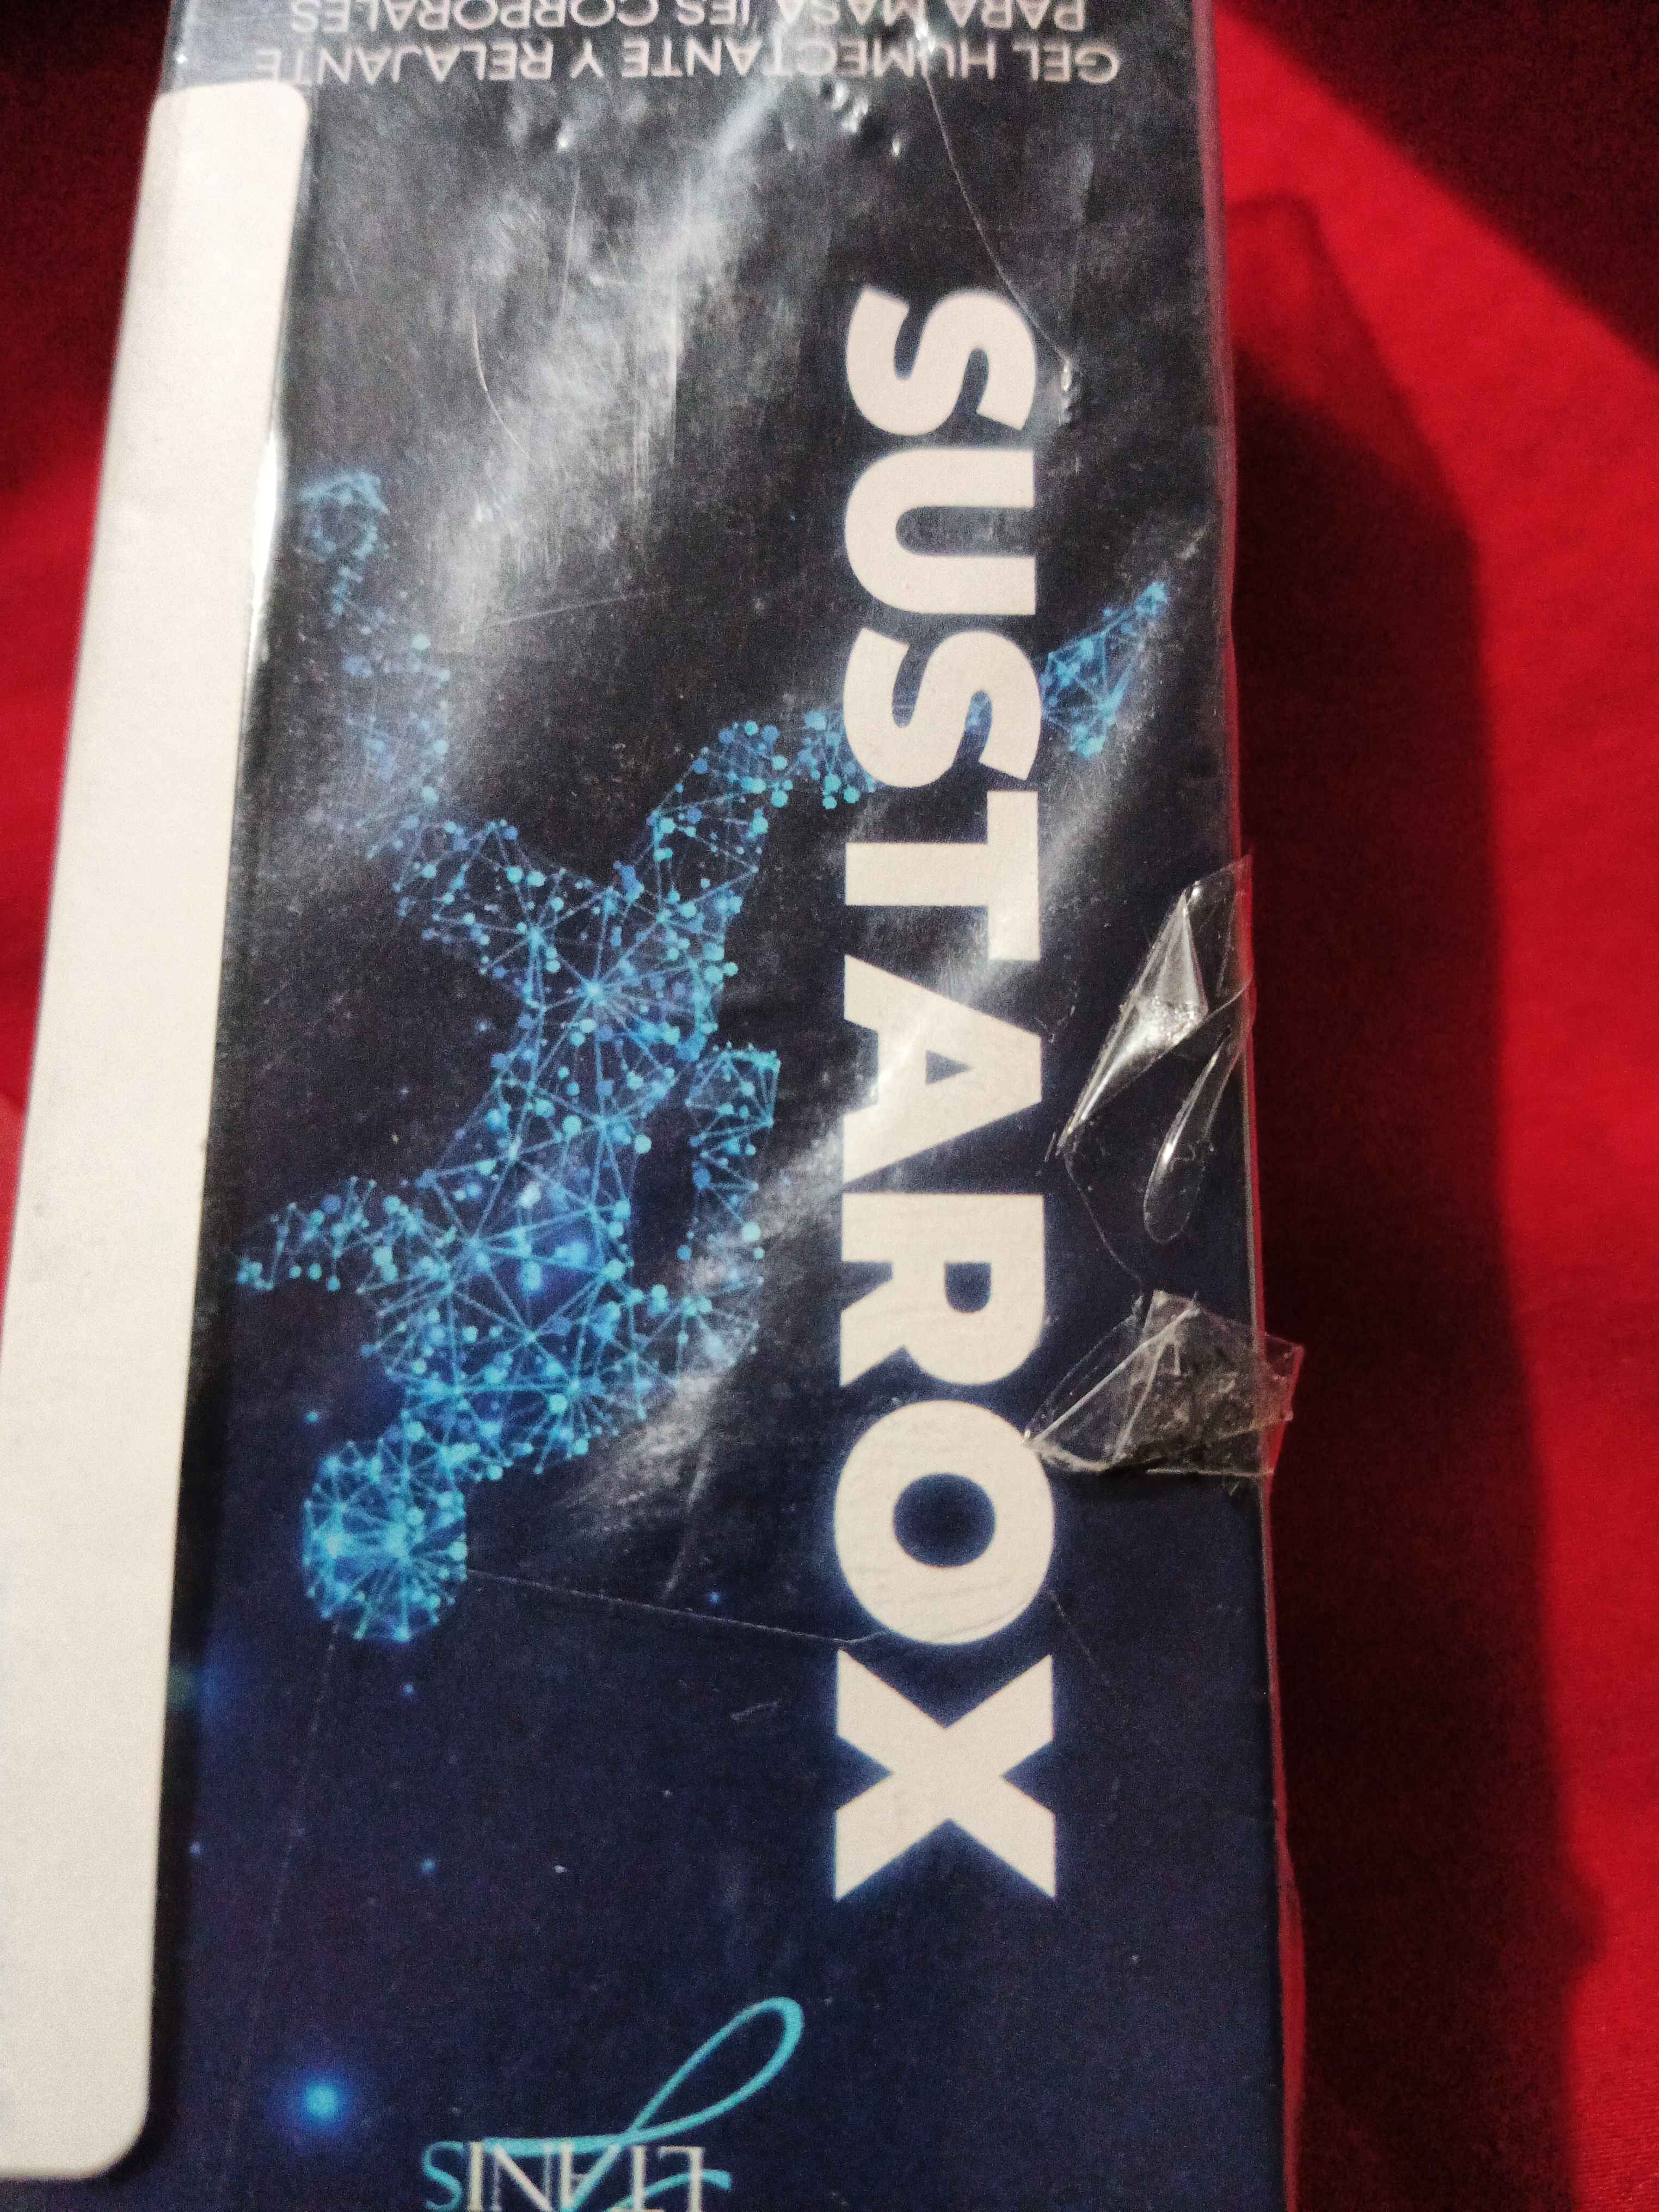 SUSTAROX
GEL HUMECTANTE Y RELAJANTE
PARA MASAJES CORPORALES